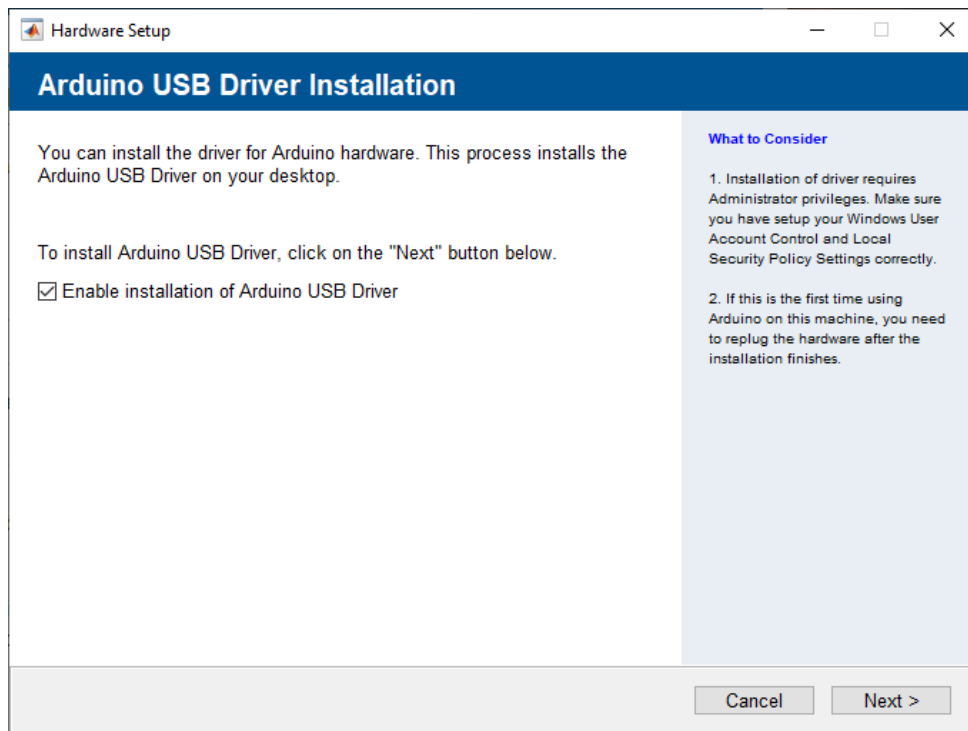 Hardware Setup
Arduino USB Driver Installation
You can install the driver for Arduino hardware. This process installs the
Arduino USB Driver on your desktop.
To install Arduino USB Driver, click on the "Next" button below.
Enable installation of Arduino USB Driver
What to Consider
1. Installation of driver requires
Administrator privileges. Make sure
you have setup your Windows User
Account Control and Local
Security Policy Settings correctly.
2. If this is the first time using
Arduino on this machine, you need
to replug the hardware after the
installation finishes.
Cancel
Next >